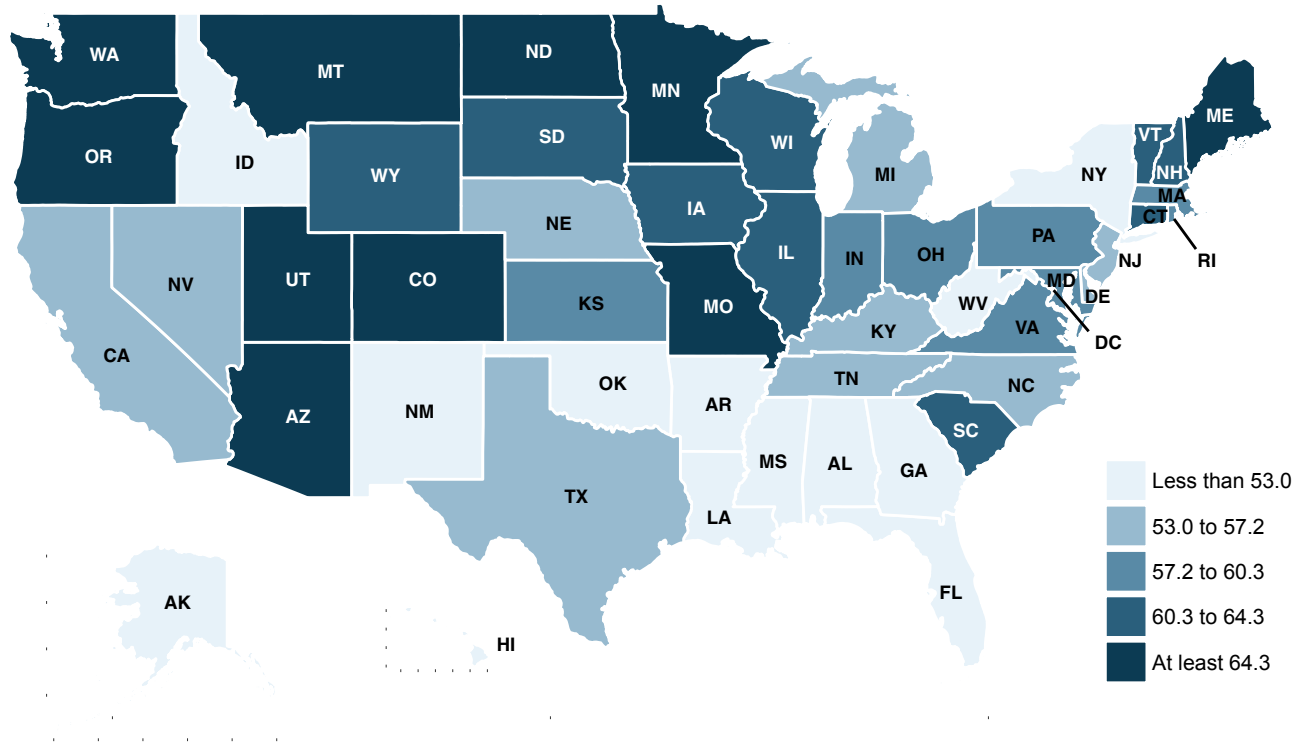 WA
MT
ND
MN
ME
OR
ID
SD
WI
VT
WY
MI
NY
NH
MA
IA
CT
NE
PA
RI
NV
UT
CO
IL
IN
OH
NJ
MD
DE
KS
MO
WV
VA
KY
DC
CA
TN
NC
OK
AR
NM
AZ
SC
MS
AL
GA
TX
LA
FL
AK
HI
Less than 53.0
53.0 to 57.2
57.2 to 60.3
60.3 to 64.3
At least 64.3